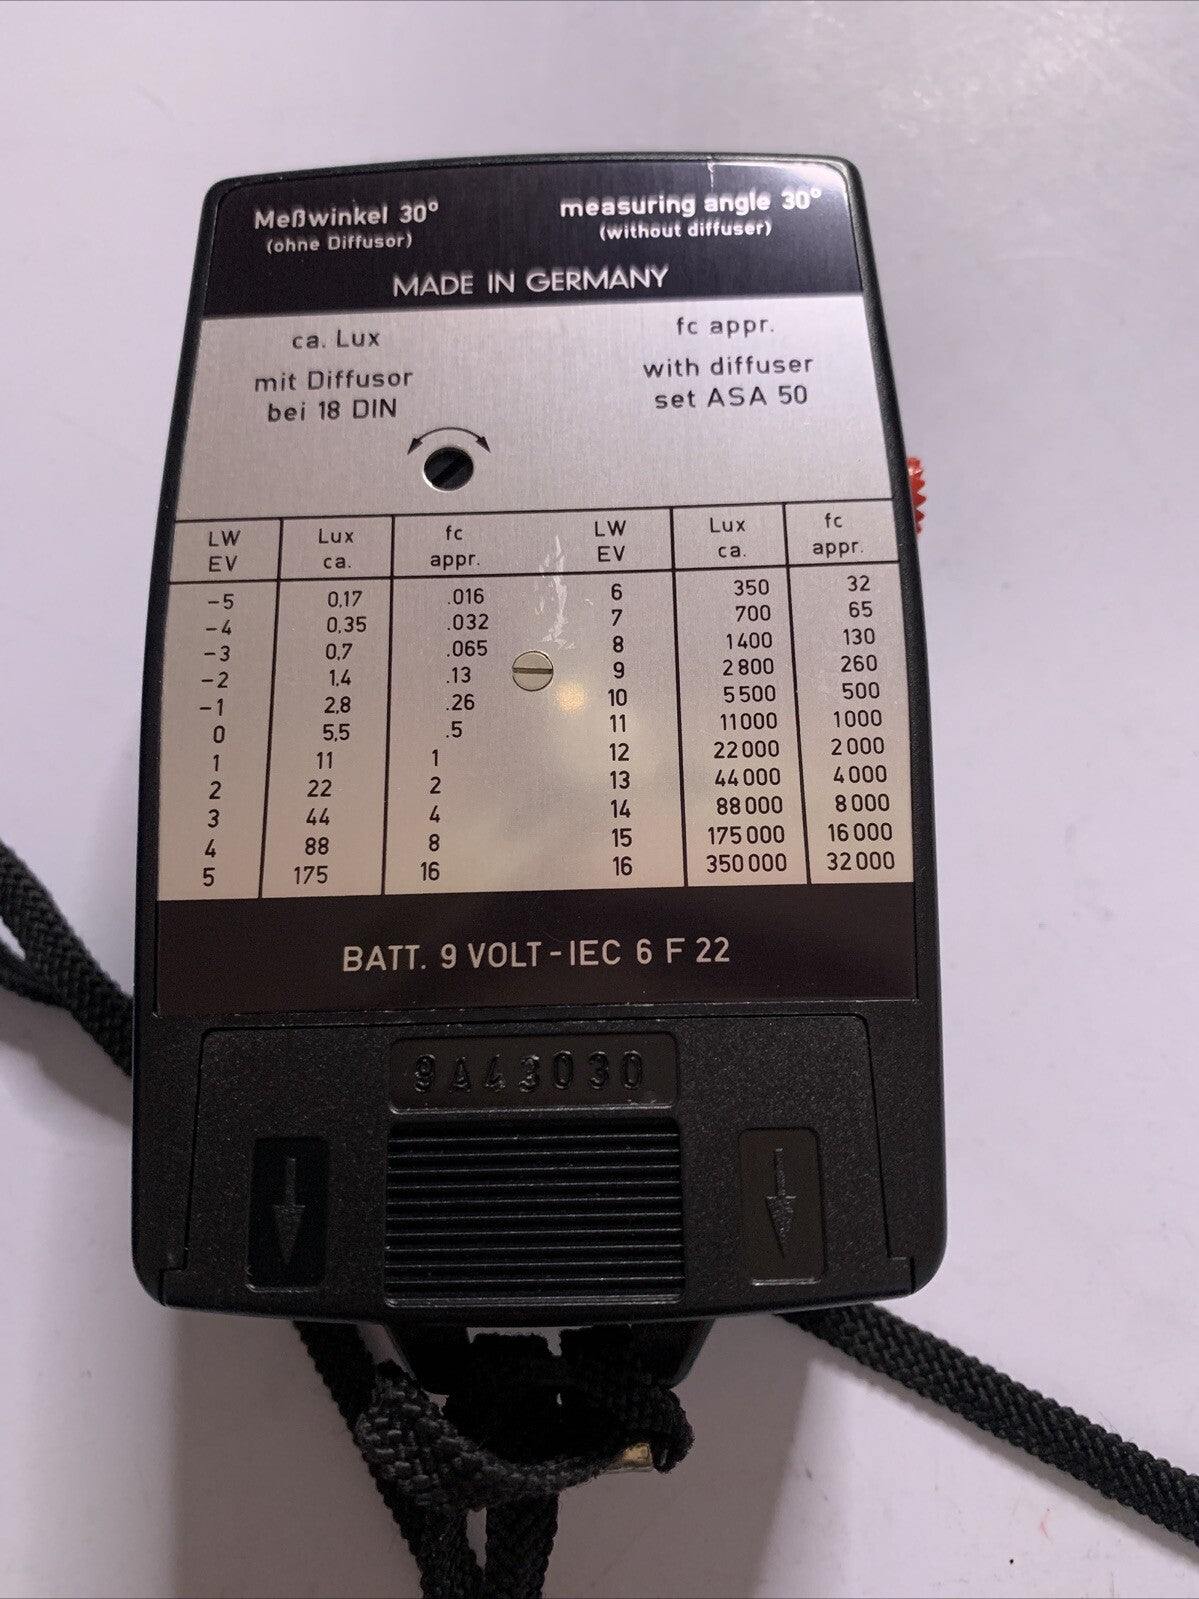 Meßwinkel 30° measuring angle 30°
(ohne Diffusor) (without diffuser)
MADE IN GERMANY
ca. Lux fc appr.
mit Diffusor with diffuser
bei 18 DIN set ASA 50
LW Lux fc LW Lux fc
EV ca. appr. EV ca. appr.
-5 0,17 .016 6 350 32
-4 0,35 .032 7 700 65
-3 0,7 .065 8 1400 130
-2 1,4 .13 9 2800 260
-1 2,8 .26 10 5500 500
0 5,5 .5 11 11000 1000
1 11 1 12 22000 2000
2 22 2 13 44000 4000
3 44 4 14 88000 8000
4 88 8 15 175000 16000
5 175 16 16 350000 32000
BATT. 9 VOLT-IEC 6 F 22
9A43030